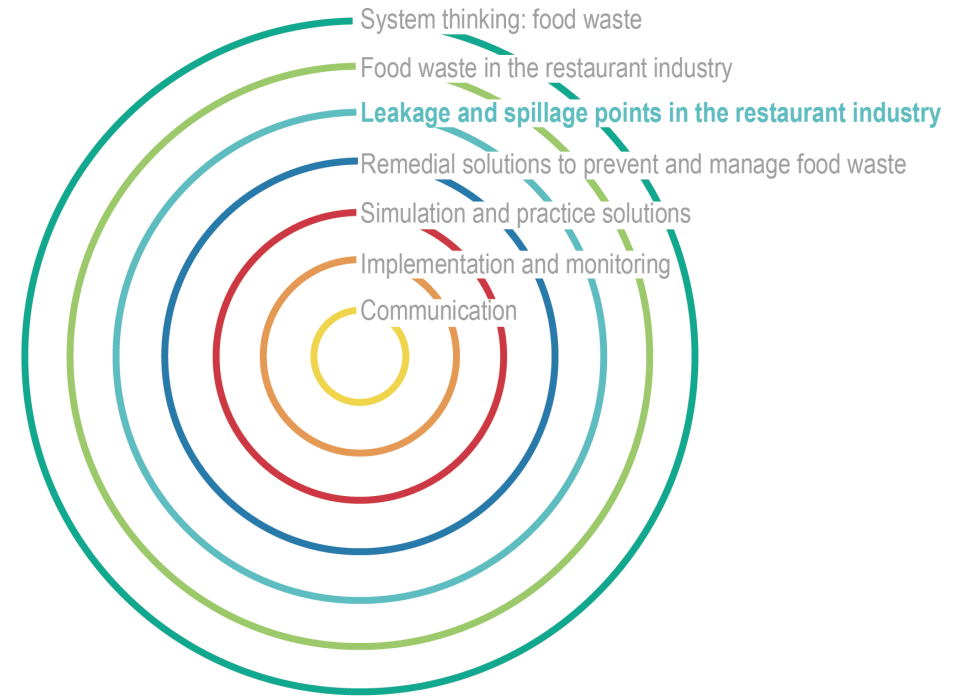 System thinking: food waste
Food waste in the restaurant industry
Leakage and spillage points in the restaurant industry
Remedial solutions to prevent and manage food waste
Simulation and practice solutions
Implementation and monitoring
Communication